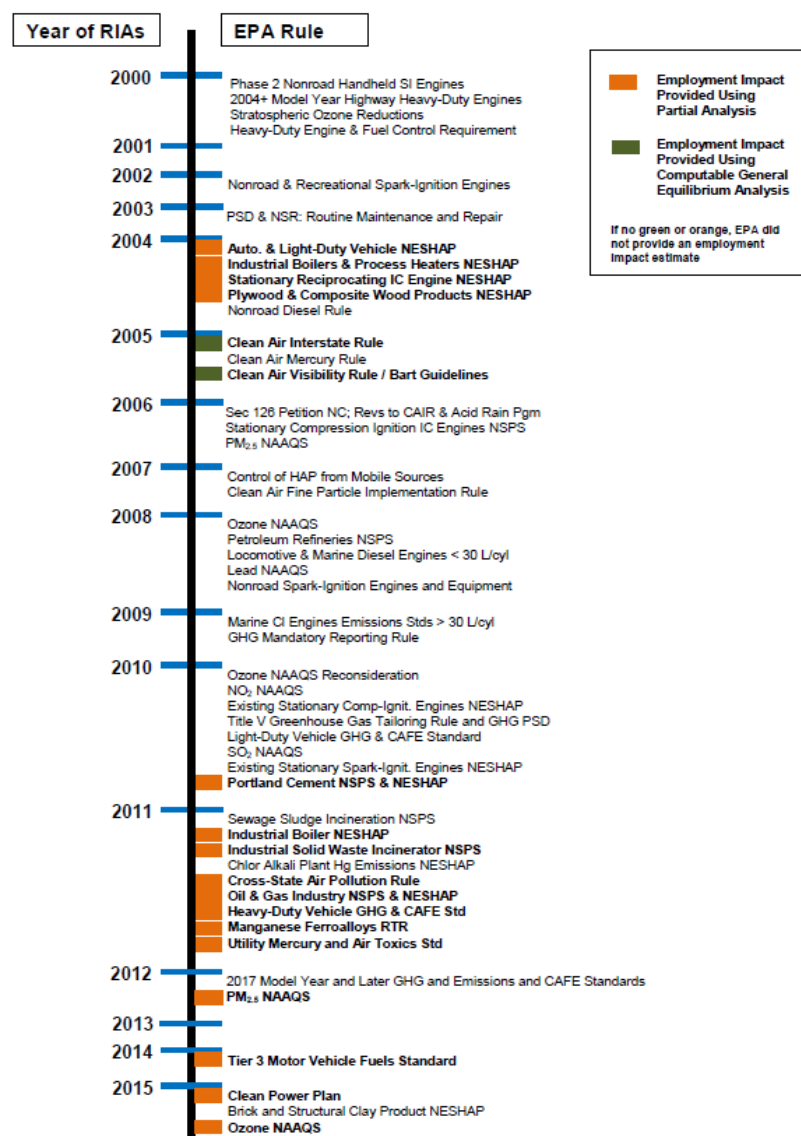 Year of RIAs
EPA Rule
2000
Phase 2 Nonroad Handheld SI Engines
2004+ Model Year Highway Heavy-Duty Engines
Stratospheric Ozone Reductions
Heavy-Duty Engine & Fuel Control Requirement
2001
2002
Nonroad & Recreational Spark-Ignition Engines
2003
PSD & NSR: Routine Maintenance and Repair
2004
Auto. & Light-Duty Vehicle NESHAP
Industrial Boilers & Process Heaters NESHAP
Stationary Reciprocating IC Engine NESHAP
Plywood & Composite Wood Products NESHAP
Nonroad Diesel Rule
2005
Clean Air Interstate Rule
Clean Air Mercury Rule
Clean Air Visibility Rule / Bart Guidelines
2006
Sec 126 Petition NC; Revs to CAIR & Acid Rain Pgm
Stationary Compression Ignition IC Engines NSPS
PM2.5 NAAQS
2007
Control of HAP from Mobile Sources
Clean Air Fine Particle Implementation Rule
2008
Ozone NAAQS
Petroleum Refineries NSPS
Locomotive & Marine Diesel Engines < 30 L/cyl
Lead NAAQS
Nonroad Spark-Ignition Engines and Equipment
2009
Marine CI Engines Emissions Stds > 30 L/cyl
GHG Mandatory Reporting Rule
2010
Ozone NAAQS Reconsideration
NO2 NAAQS
Existing Stationary Comp-Ignit. Engines NESHAP
Title V Greenhouse Gas Tailoring Rule and GHG PSD
Light-Duty Vehicle GHG & CAFE Standard
SO2 NAAQS
Existing Stationary Spark-Ignit. Engines NESHAP
Portland Cement NSPS & NESHAP
2011
Sewage Sludge Incineration NSPS
Industrial Boiler NESHAP
Industrial Solid Waste Incinerator NSPS
Chlor Alkali Plant Hg Emissions NESHAP
Cross-State Air Pollution Rule
Oil & Gas Industry NSPS & NESHAP
Heavy-Duty Vehicle GHG & CAFE Std
Manganese Ferroalloys RTR
Utility Mercury and Air Toxics Std
2012
2017 Model Year and Later GHG and Emissions and CAFE Standards
PM2.5 NAAQS
2013
2014
Tier 3 Motor Vehicle Fuels Standard
2015
Clean Power Plan
Brick and Structural Clay Product NESHAP
Ozone NAAQS
Employment Impact
Provided Using
Partial Analysis
Employment Impact
Provided Using
Computable General
Equilibrium Analysis
If no green or orange, EPA did
not provide an employment
impact estimate